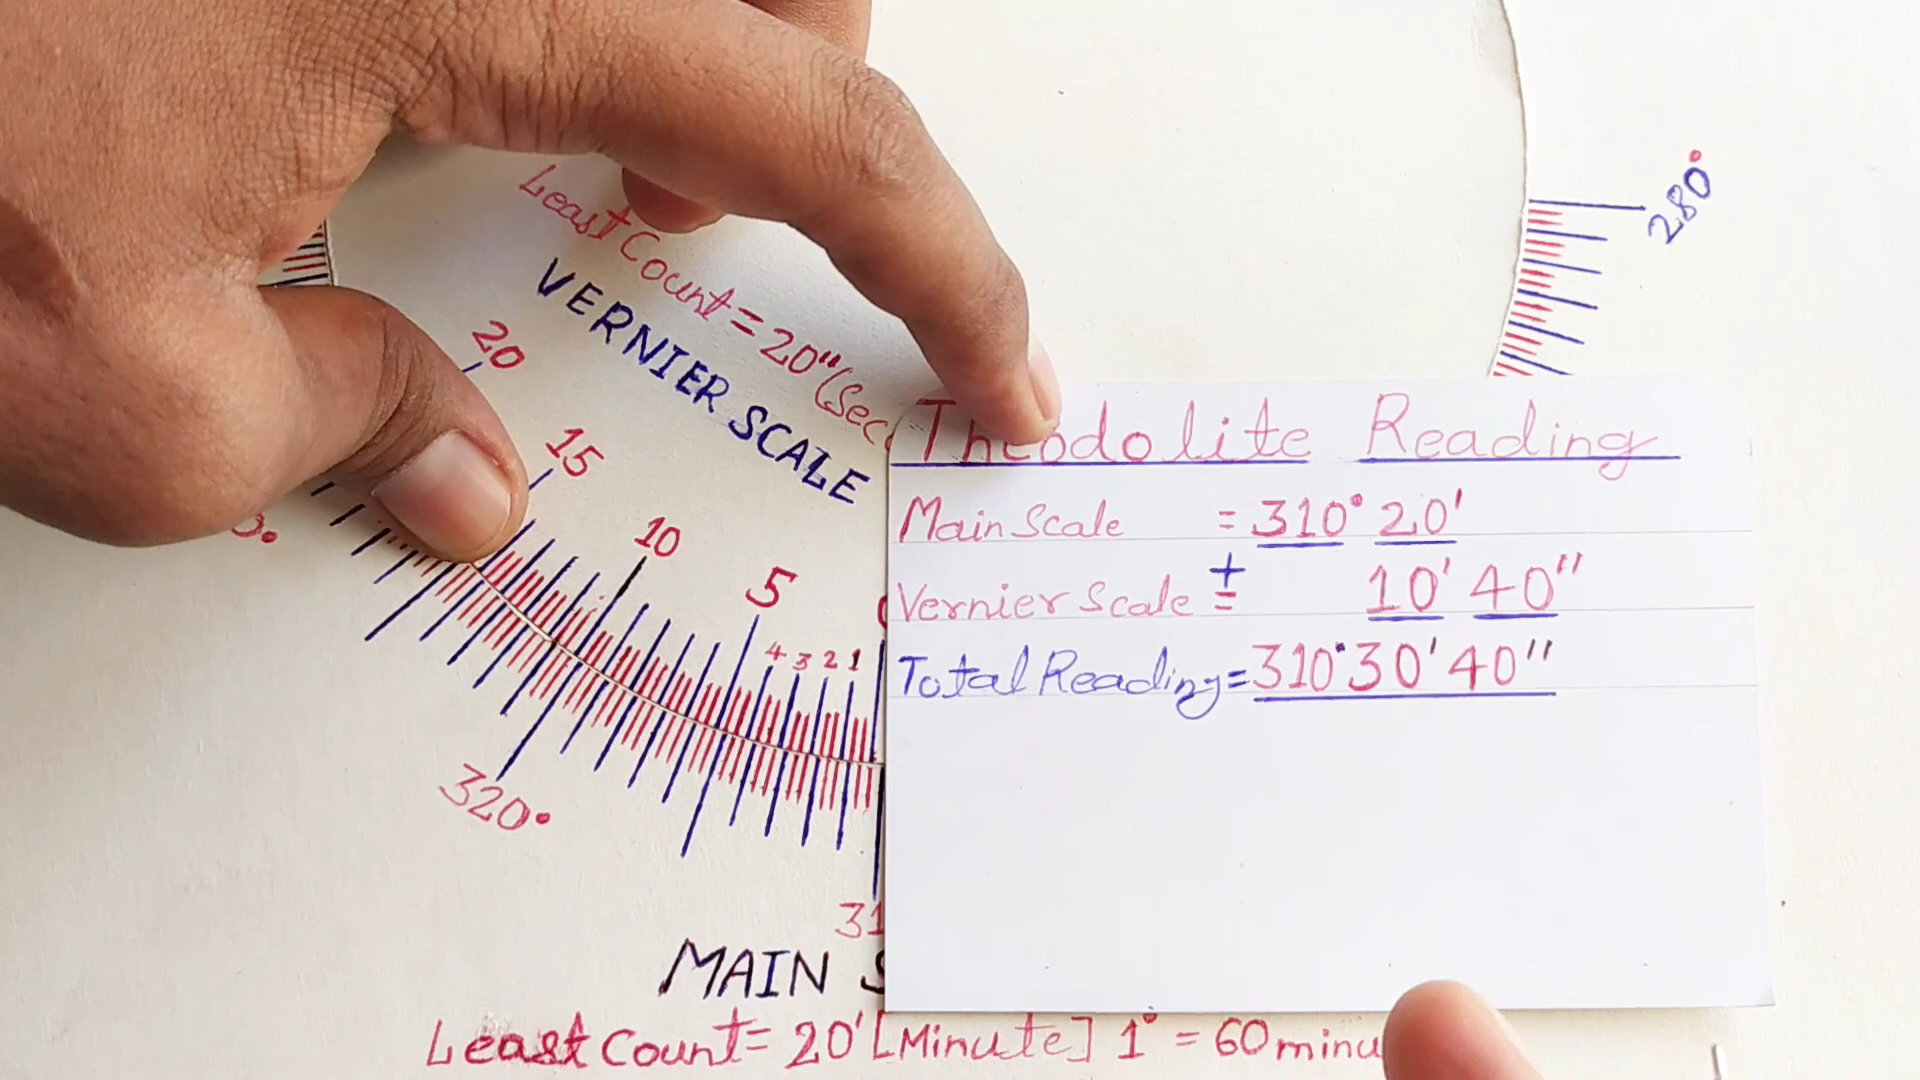 Least Count = 20" (Sec
VERNIER SCALE
20
15
10
5
4 3 2 1
280°
320°
31
MAIN S
Least Count = 20' [Minute] 1° = 60 minu
Theodolite Reading
Main Scale = 310° 20'
+
Vernier Scale = 10' 40"
Total Reading = 310° 30' 40"